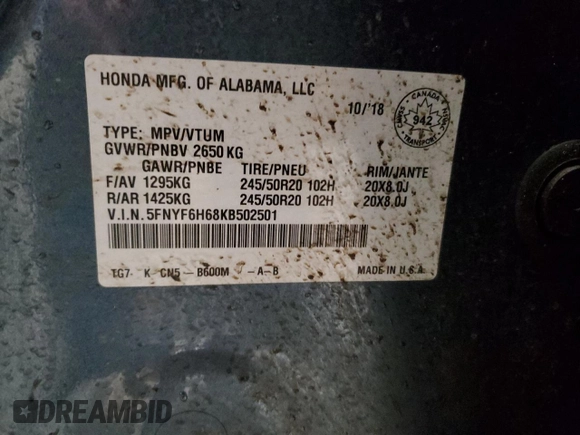 HONDA MFG. OF ALABAMA, LLC
10/'18
CANADA
942
TRANSPORT
TYPE: MPV/VTUM
GVWR/PNBV 2650 KG
GAWR/PNBE TIRE/PNEU RIM/JANTE
F/AV 1295KG 245/50R20 102H 20X8.0J
R/AR 1425KG 245/50R20 102H 20X8.0J
V.I.N. 5FNYF6H68KB502501
TG7- K CN5 - B600M - A - B MADE IN U.S.A.
DREAMBID